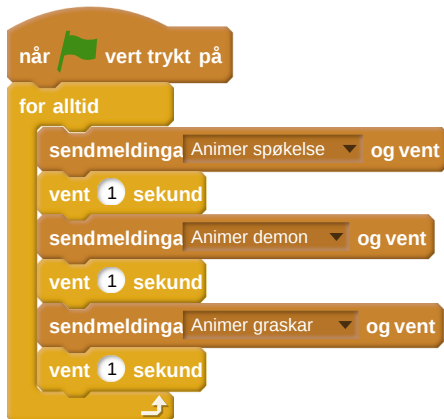 når vert trykt på
for alltid
sendmeldinga Animer spøkelse og vent
vent 1 sekund
sendmeldinga Animer demon og vent
vent 1 sekund
sendmeldinga Animer graskar og vent
vent 1 sekund